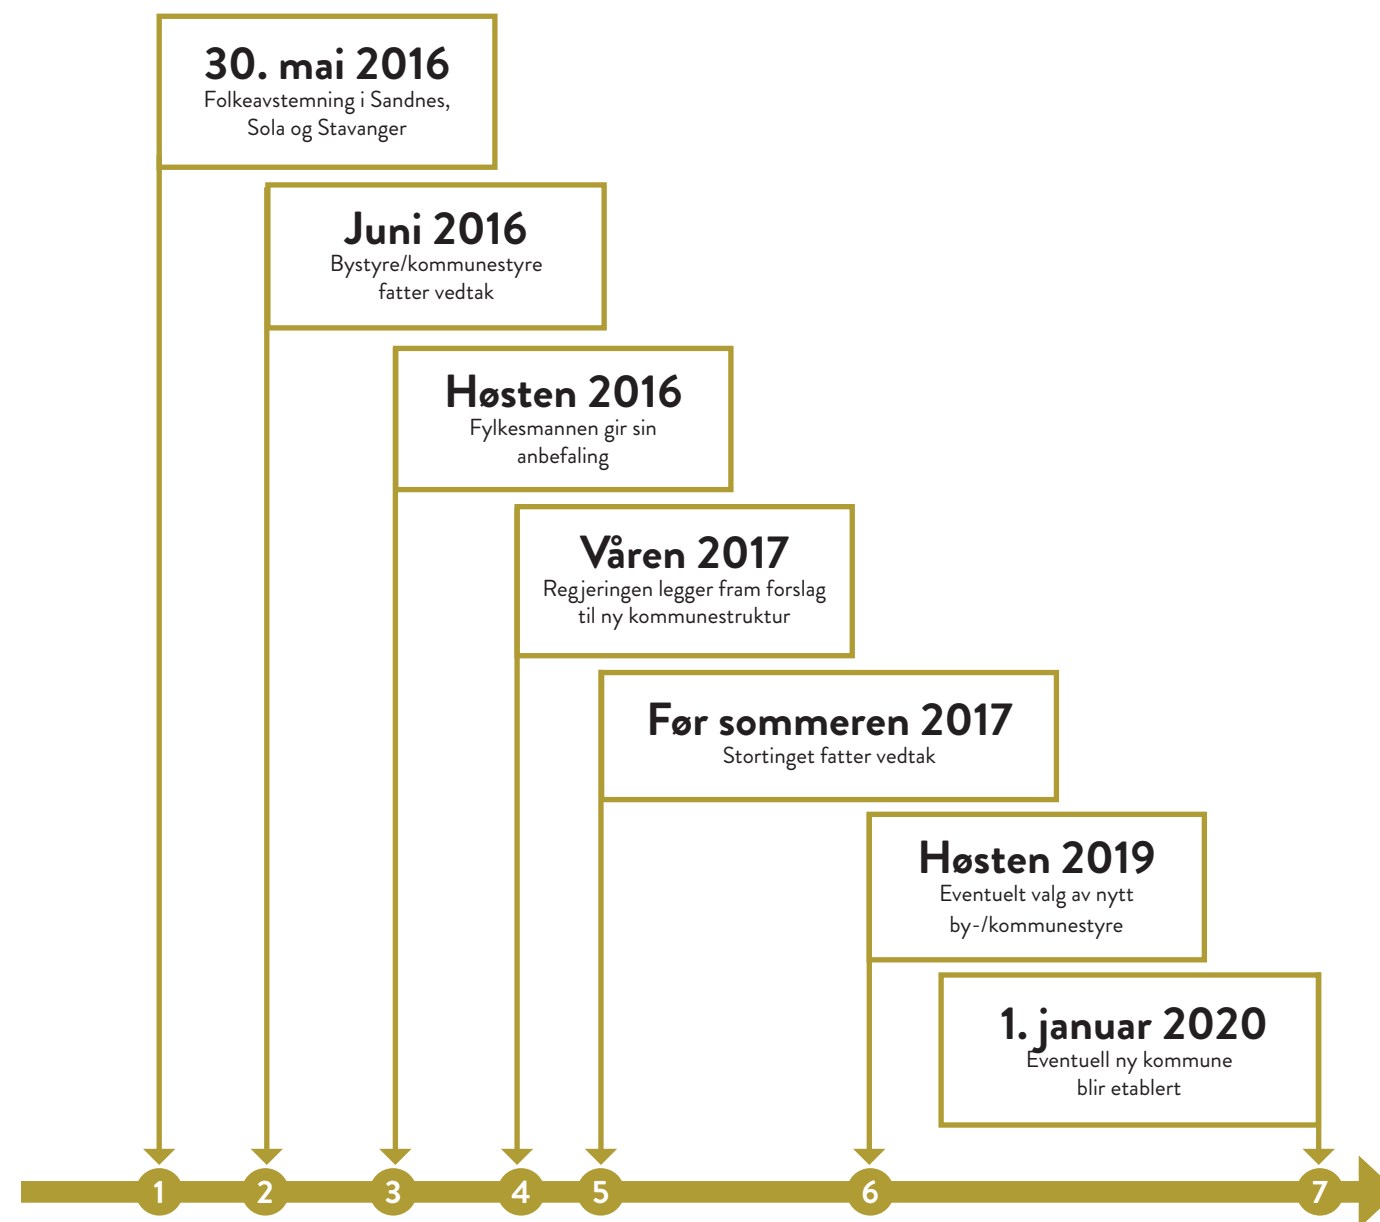 30. mai 2016
Folkeavstemning i Sandnes,
Sola og Stavanger
Juni 2016
Bystyre/kommunestyre
fatter vedtak
Høsten 2016
Fylkesmannen gir sin
anbefaling
Våren 2017
Regjeringen legger fram forslag
til ny kommunestruktur
Før sommeren 2017
Stortinget fatter vedtak
Høsten 2019
Eventuelt valg av nytt
by-/kommunestyre
1. januar 2020
Eventuell ny kommune
blir etablert
1 2 3 4 5 6 7